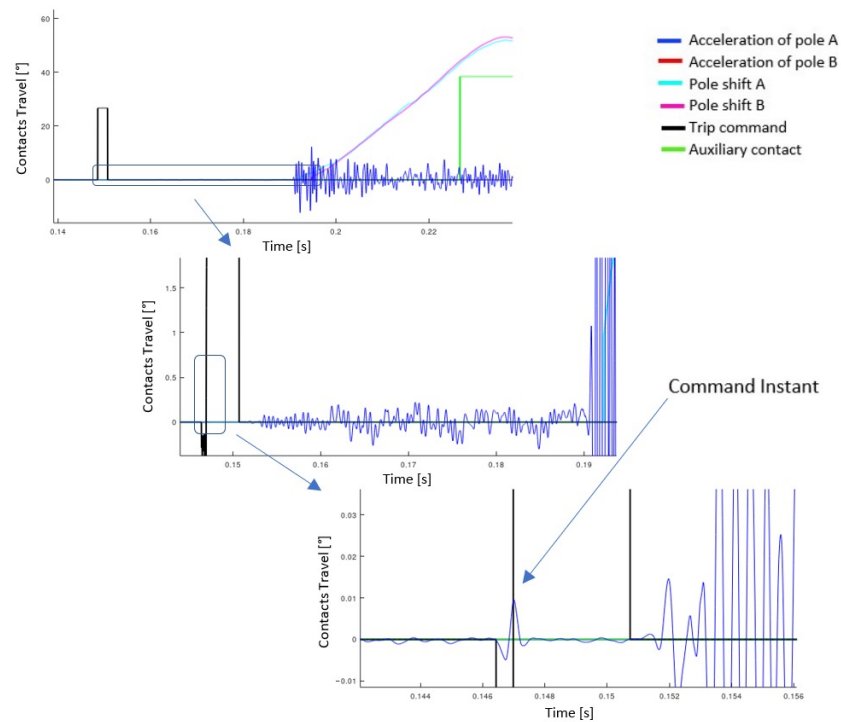 60
40
20
0
Contacts Travel [°]
0.14
0.16
0.18
0.2
0.22
Time [s]
Acceleration of pole A
Acceleration of pole B
Pole shift A
Pole shift B
Trip command
Auxiliary contact
1.5
1
0.5
0
Contacts Travel [°]
0.15
0.16
0.17
0.18
0.19
Time [s]
Command Instant
0.03
0.02
0.01
0
-0.01
Contacts Travel [°]
0.144
0.146
0.148
0.15
0.152
0.154
0.156
Time [s]